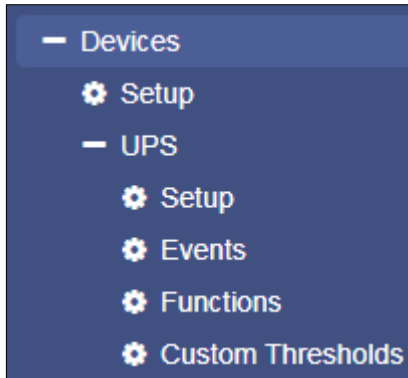 Devices
Setup
UPS
Setup
Events
Functions
Custom Thresholds